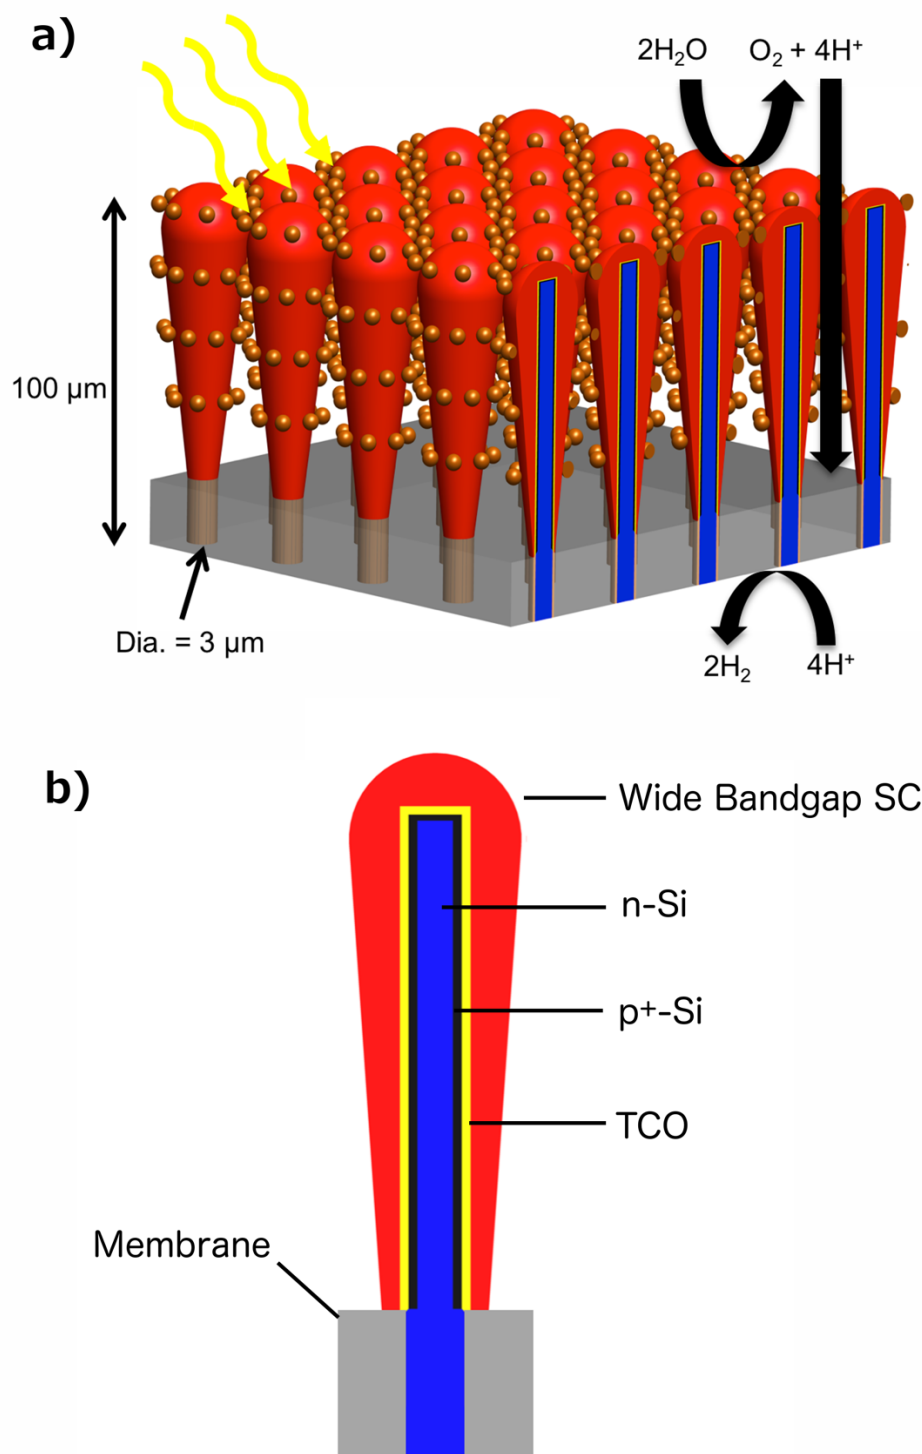 a)
2H₂O
O₂ + 4H⁺
100 µm
Dia. = 3 µm
2H₂
4H⁺
b)
Wide Bandgap SC
n-Si
p⁺-Si
TCO
Membrane